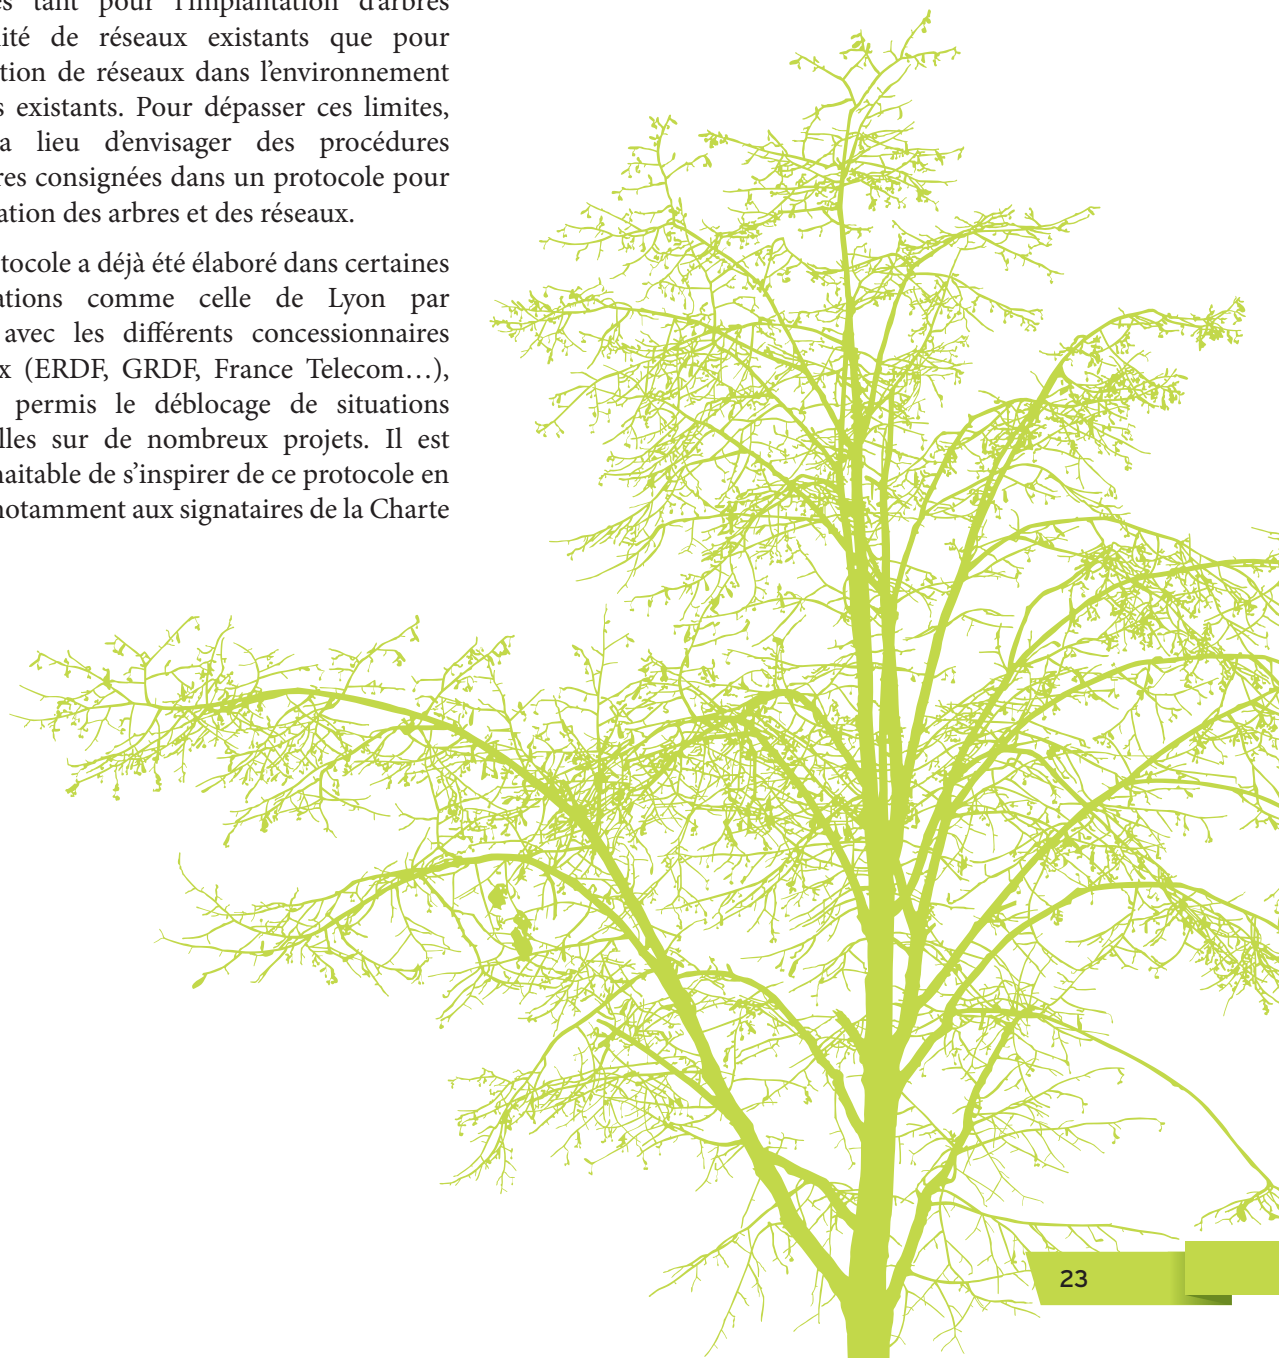 es tant pour l'implantation d'arbres
ité de réseaux existants que pour
tion de réseaux dans l’environnement
s existants. Pour dépasser ces limites,
a lieu d’envisager des procédures
res consignées dans un protocole pour
ation des arbres et des réseaux.
tocole a déjà été élaboré dans certaines
ations comme celle de Lyon par
avec les différents concessionnaires
x (ERDF, GRDF, France Telecom…),
permis le déblocage de situations
lles sur de nombreux projets. Il est
haitable de s’inspirer de ce protocole en
notamment aux signataires de la Charte
23